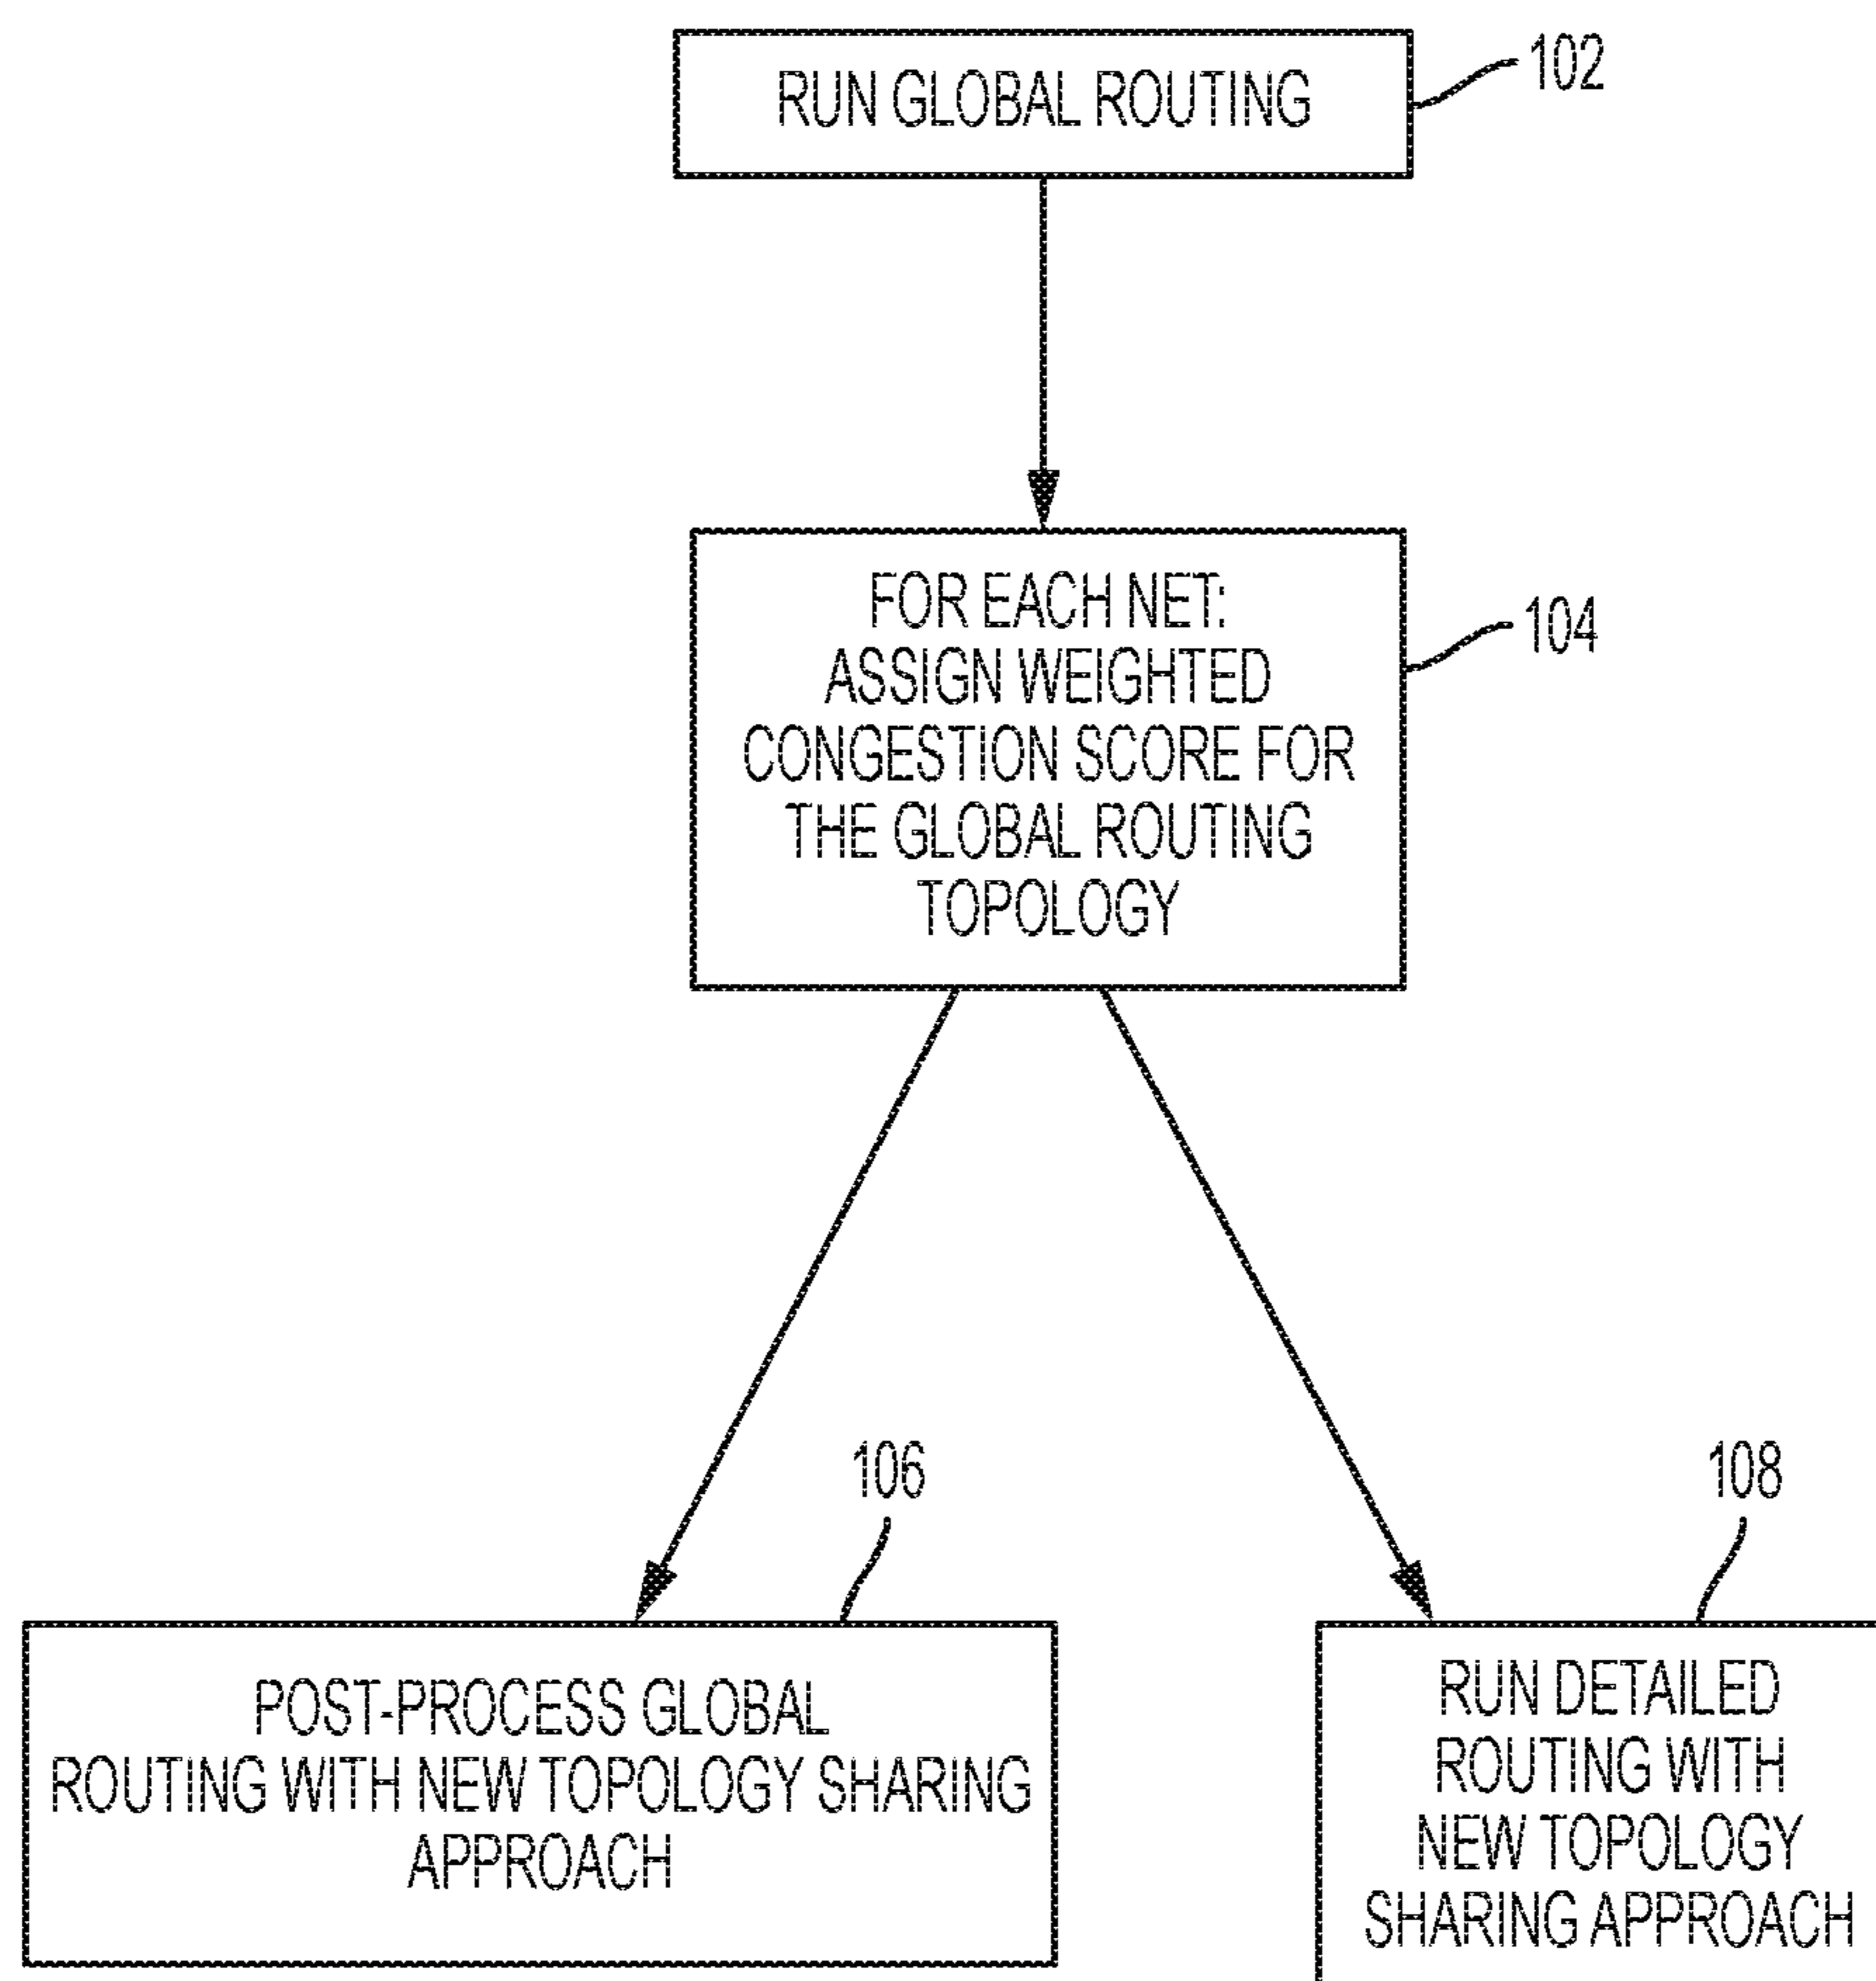 RUN GLOBAL ROUTING
102
FOR EACH NET:
ASSIGN WEIGHTED
CONGESTION SCORE FOR
THE GLOBAL ROUTING
TOPOLOGY
104
106
POST-PROCESS GLOBAL
ROUTING WITH NEW TOPOLOGY SHARING
APPROACH
108
RUN DETAILED
ROUTING WITH
NEW TOPOLOGY
SHARING APPROACH